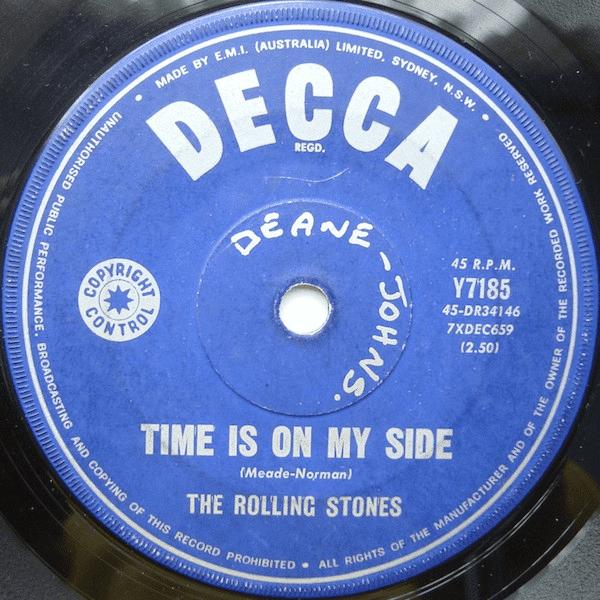 MADE BY E.M.I. (AUSTRALIA) LIMITED, SYDNEY, N.S.W.
DECCA
REGD.
DEANE-JOHNS.
COPYRIGHT
CONTROL
45 R.P.M.
Y7185
45-DR34146
7XDEC659
(2.50)
TIME IS ON MY SIDE
(Meade-Norman)
THE ROLLING STONES
UNAUTHORISED PUBLIC PERFORMANCE, BROADCASTING AND COPYING OF THIS RECORD PROHIBITED • ALL RIGHTS OF THE MANUFACTURER AND OF THE OWNER OF THE RECORDED WORK RESERVED